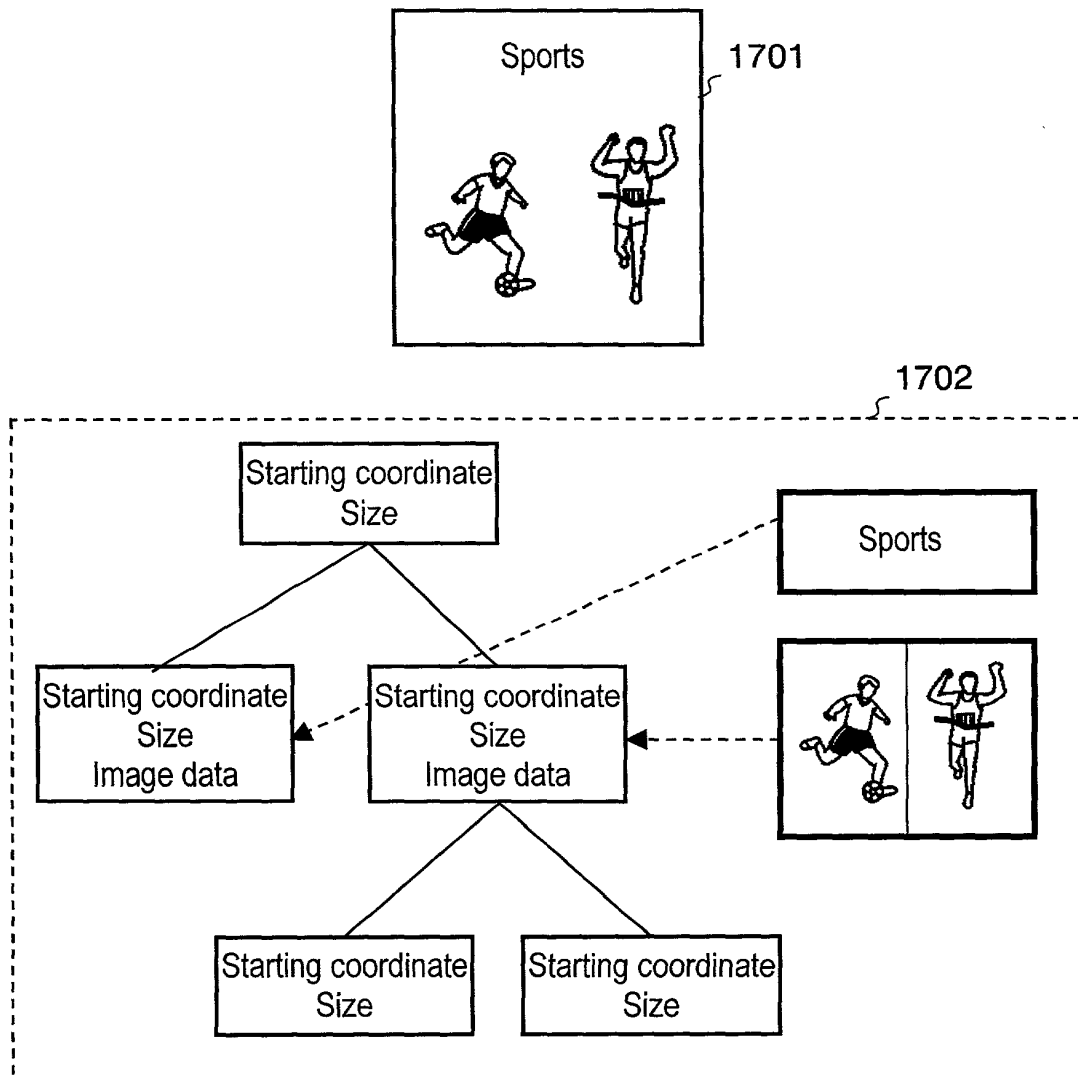 Sports
1701
1702
Starting coordinate
Size
Sports
Starting coordinate
Size
Image data
Starting coordinate
Size
Image data
Starting coordinate
Size
Starting coordinate
Size